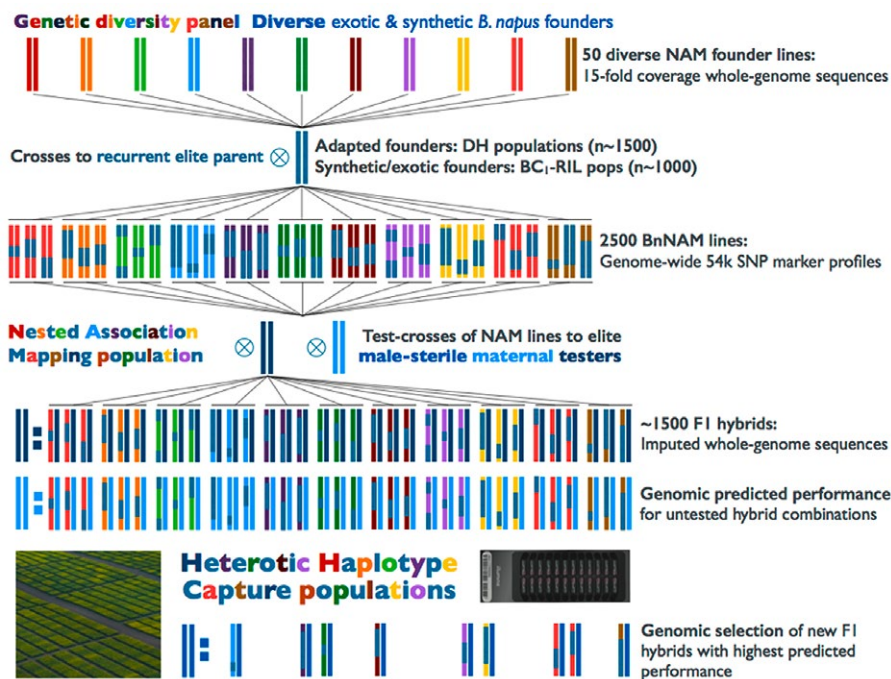 Genetic diversity panel Diverse exotic & synthetic B. napus founders
50 diverse NAM founder lines:
15-fold coverage whole-genome sequences
Crosses to recurrent elite parent ⊗
Adapted founders: DH populations (n~1500)
Synthetic/exotic founders: BC₁-RIL pops (n~1000)
2500 BnNAM lines:
Genome-wide 54k SNP marker profiles
Nested Association
Mapping population
⊗ ⊗
Test-crosses of NAM lines to elite
male-sterile maternal testers
~1500 F1 hybrids:
Imputed whole-genome sequences
Genomic predicted performance
for untested hybrid combinations
Heterotic Haplotype
Capture populations
Genomic selection of new F1
hybrids with highest predicted
performance